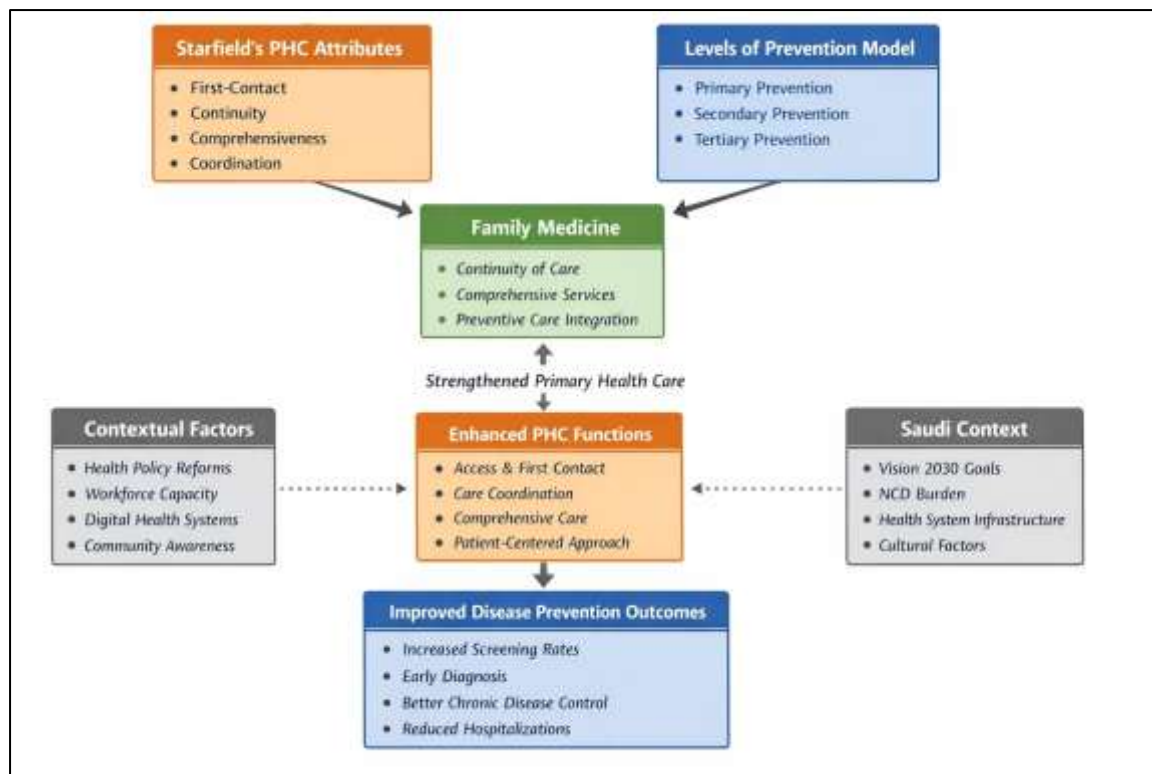 Starfield's PHC Attributes
• First-Contact
• Continuity
• Comprehensiveness
• Coordination
Levels of Prevention Model
• Primary Prevention
• Secondary Prevention
• Tertiary Prevention
Family Medicine
• Continuity of Care
• Comprehensive Services
• Preventive Care Integration
Strengthened Primary Health Care
Contextual Factors
• Health Policy Reforms
• Workforce Capacity
• Digital Health Systems
• Community Awareness
Enhanced PHC Functions
• Access & First Contact
• Care Coordination
• Comprehensive Care
• Patient-Centered Approach
Saudi Context
• Vision 2030 Goals
• NCD Burden
• Health System Infrastructure
• Cultural Factors
Improved Disease Prevention Outcomes
• Increased Screening Rates
• Early Diagnosis
• Better Chronic Disease Control
• Reduced Hospitalizations